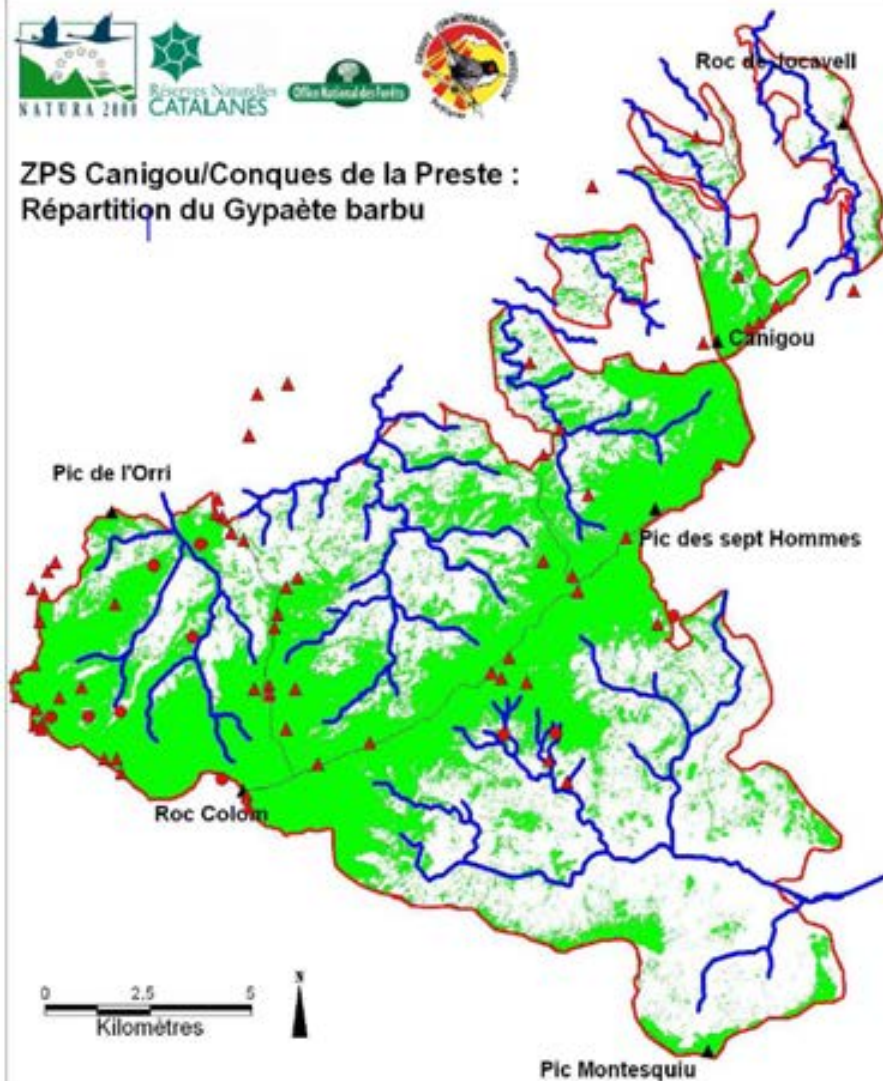 NATURA 2000
Réserves Naturelles
CATALANES
Office National des Forêts
ZPS Canigou/Conques de la Preste :
Répartition du Gypaète barbu
Roc de Jocavell
Canigou
Pic de l'Orri
Pic des sept Hommes
Roc Colom
N
0 2.5 5
Kilomètres
Pic Montesquiu